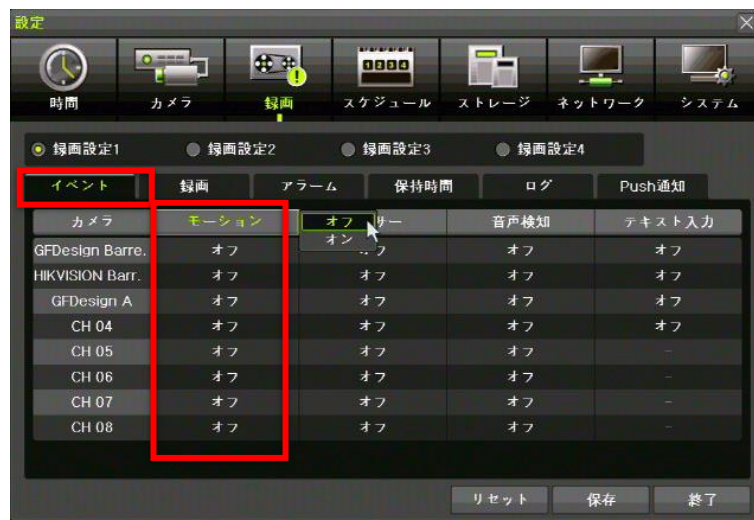 設定
時間 カメラ 録画 スケジュール ストレージ ネットワーク システム
録画設定1 録画設定2 録画設定3 録画設定4
イベント 録画 アラーム 保持時間 ログ Push通知
カメラ モーション オフ サー 音声検知 テキスト入力
オン
GFDesign Barre. オフ オフ オフ オフ
HIKVISION Barr. オフ オフ オフ オフ
GFDesign A オフ オフ オフ オフ
CH 04 オフ オフ オフ オフ
CH 05 オフ オフ オフ -
CH 06 オフ オフ オフ -
CH 07 オフ オフ オフ -
CH 08 オフ オフ オフ -
リセット 保存 終了